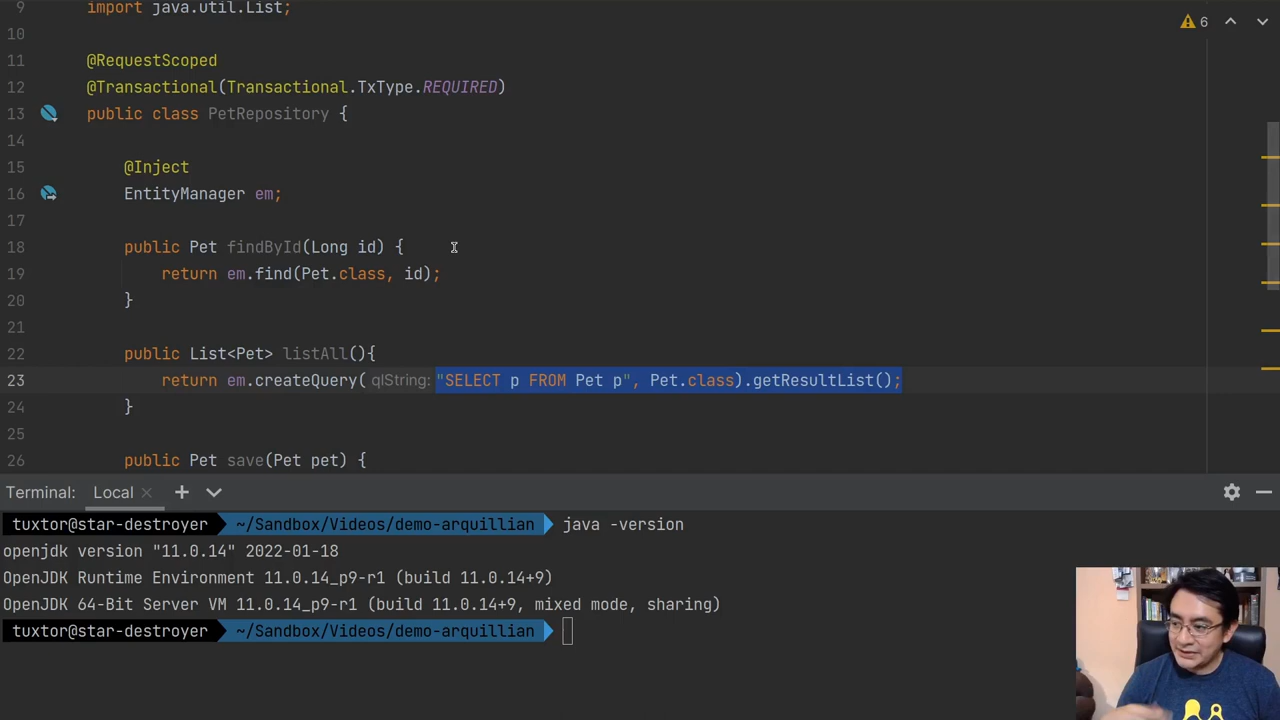 9 import java.util.List;
6
10
11 @RequestScoped
12 @Transactional(Transactional.TxType.REQUIRED)
13 public class PetRepository {
14
15 @Inject
16 EntityManager em;
17
18 public Pet findById(Long id) {
19 return em.find(Pet.class, id);
20 }
21
22 public List<Pet> listAll(){
23 return em.createQuery( qlString: "SELECT p FROM Pet p", Pet.class).getResultList();
24 }
25
26 public Pet save(Pet pet) {
Terminal: Local
tuxtor@star-destroyer ~/Sandbox/Videos/demo-arquillian java -version
openjdk version "11.0.14" 2022-01-18
OpenJDK Runtime Environment 11.0.14_p9-r1 (build 11.0.14+9)
OpenJDK 64-Bit Server VM 11.0.14_p9-r1 (build 11.0.14+9, mixed mode, sharing)
tuxtor@star-destroyer ~/Sandbox/Videos/demo-arquillian